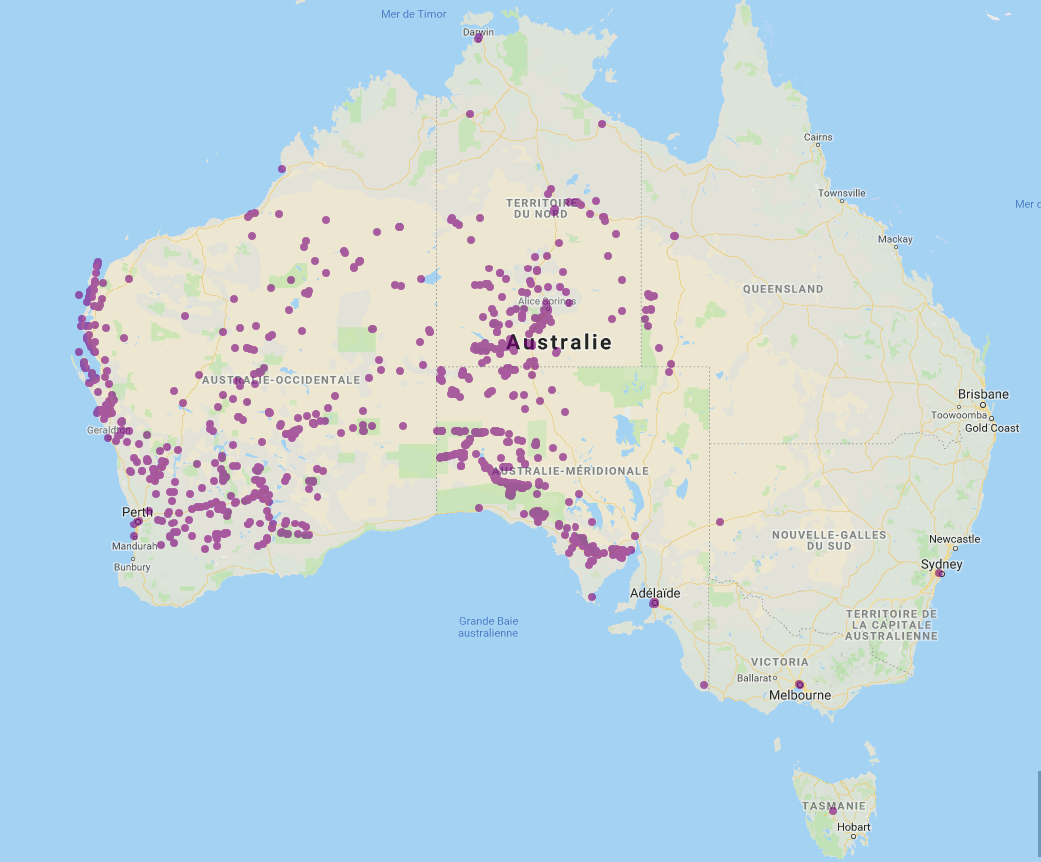 Mer de Timor
Darwin
Cairns
Townsville
Mer d
TERRITOIRE
DU NORD
Mackay
QUEENSLAND
Alice Springs
Australie
AUSTRALIE-OCCIDENTALE
Brisbane
Toowoomba
Gold Coast
Geraldton
AUSTRALIE-MÉRIDIONALE
Perth
Mandurah
Bunbury
NOUVELLE-GALLES
DU SUD
Newcastle
Sydney
Adélaïde
Grande Baie
australienne
TERRITOIRE DE
LA CAPITALE
AUSTRALIENNE
VICTORIA
Ballarat
Melbourne
TASMANIE
Hobart